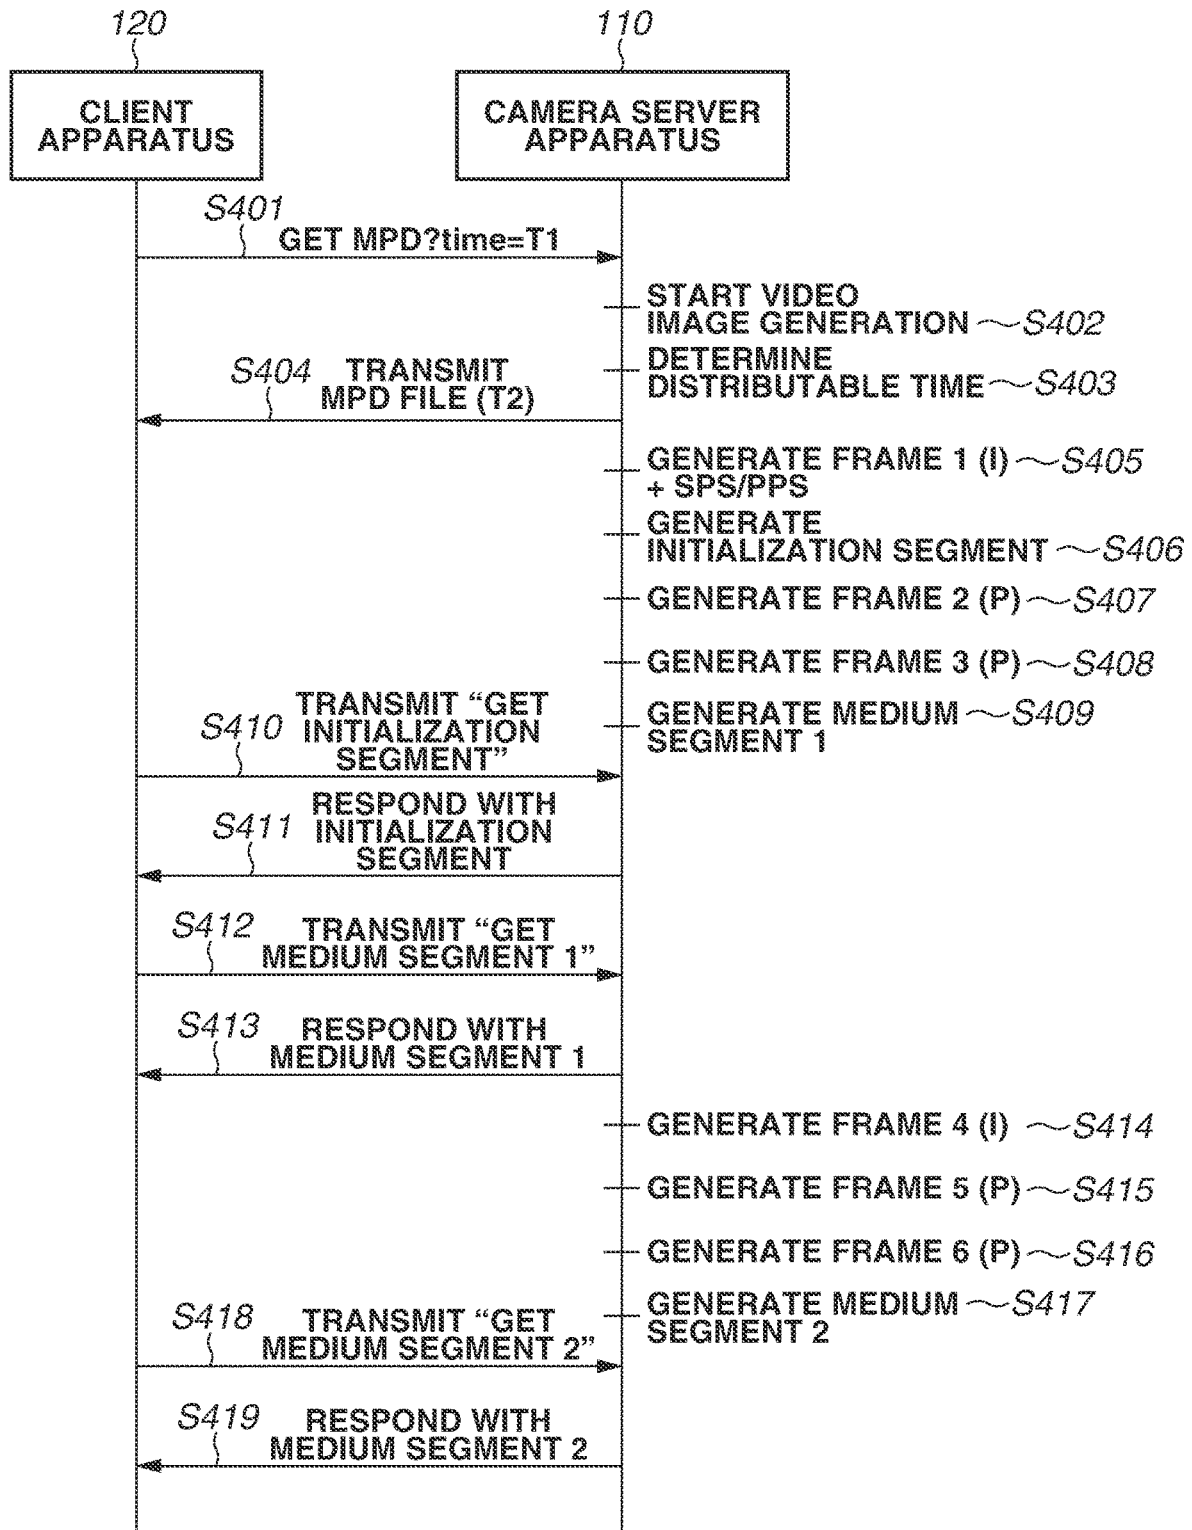 120
110
CLIENT
APPARATUS
CAMERA SERVER
APPARATUS
S401
GET MPD?time=T1
START VIDEO
IMAGE GENERATION
S402
DETERMINE
DISTRIBUTABLE TIME
S403
S404
TRANSMIT
MPD FILE (T2)
GENERATE FRAME 1 (I)
S405
+ SPS/PPS
GENERATE
INITIALIZATION SEGMENT
S406
GENERATE FRAME 2 (P)
S407
GENERATE FRAME 3 (P)
S408
GENERATE MEDIUM
S409
SEGMENT 1
S410
TRANSMIT “GET
INITIALIZATION
SEGMENT”
S411
RESPOND WITH
INITIALIZATION
SEGMENT
S412
TRANSMIT “GET
MEDIUM SEGMENT 1”
S413
RESPOND WITH
MEDIUM SEGMENT 1
GENERATE FRAME 4 (I)
S414
GENERATE FRAME 5 (P)
S415
GENERATE FRAME 6 (P)
S416
GENERATE MEDIUM
S417
SEGMENT 2
S418
TRANSMIT “GET
MEDIUM SEGMENT 2”
S419
RESPOND WITH
MEDIUM SEGMENT 2